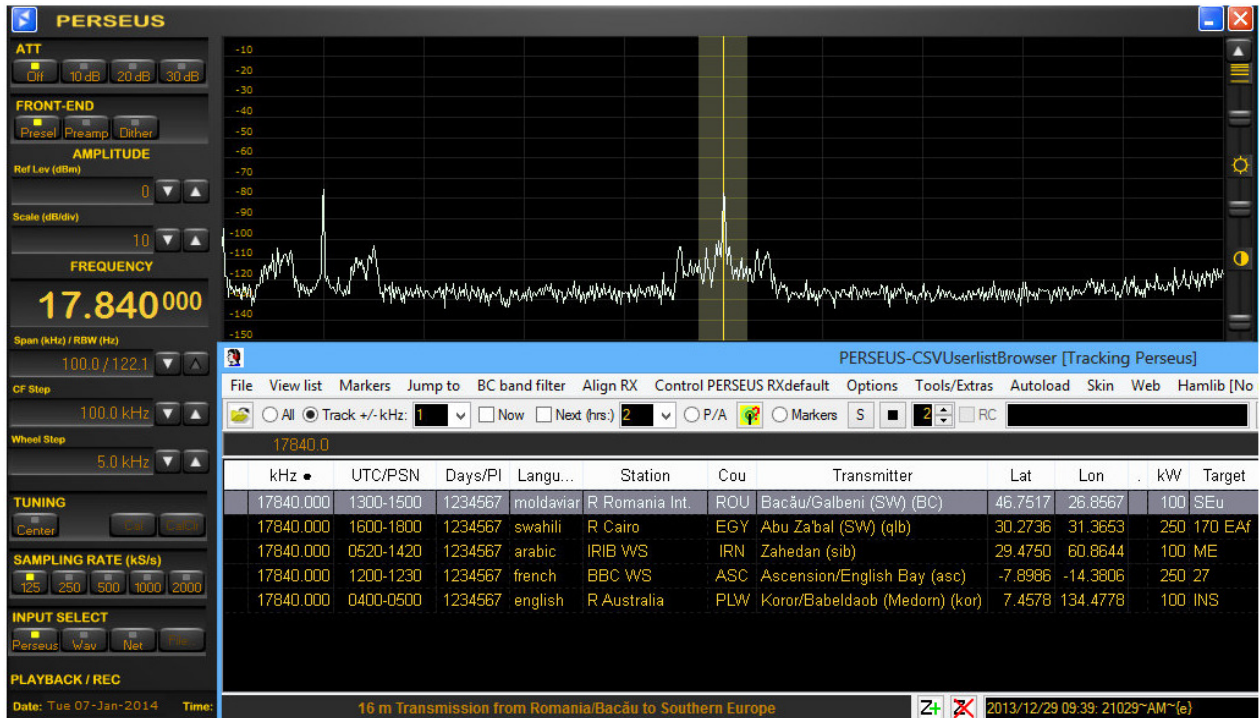 PERSEUS
ATT
Off 10 dB 20 dB 30 dB
FRONT-END
Presel Preamp Dither
AMPLITUDE
Ref Lev (dBm)
0
Scale (dB/div)
10
FREQUENCY
17.840000
Span (kHz) / RBW (Hz)
100.0 / 122.1
CF Step
100.0 kHz
Wheel Step
5.0 kHz
TUNING
Center Cal CalClr
SAMPLING RATE (kS/s)
125 250 500 1000 2000
INPUT SELECT
Perseus Wav Net File
PLAYBACK / REC
Date: Tue 07-Jan-2014 Time:
-10
-20
-30
-40
-50
-60
-70
-80
-90
-100
-110
-120
-140
-150
PERSEUS-CSVUserlistBrowser [Tracking Perseus]
File View list Markers Jump to BC band filter Align RX Control PERSEUS RXdefault Options Tools/Extras Autoload Skin Web Hamlib [No
All Track +/- kHz: 1 Now Next (hrs:) 2 P/A Markers S 2 RC
17840.0
kHz UTC/PSN Days/Pl Langu... Station Cou Transmitter Lat Lon . kW Target
17840.000 1300-1500 1234567 moldaviar R Romania Int. ROU Bacău/Galbeni (SW) (BC) 46.7517 26.8567 100 SEu
17840.000 1600-1800 1234567 swahili R Cairo EGY Abu Za'bal (SW) (qlb) 30.2736 31.3653 250 170 EAf
17840.000 0520-1420 1234567 arabic IRIB WS IRN Zahedan (sib) 29.4750 60.8644 100 ME
17840.000 1200-1230 1234567 french BBC WS ASC Ascension/English Bay (asc) -7.8986 -14.3806 250 27
17840.000 0400-0500 1234567 english R Australia PLW Koror/Babeldaob (Medorn) (kor) 7.4578 134.4778 100 INS
16 m Transmission from Romania/Bacău to Southern Europe
Z+ Z 2013/12/29 09:39: 21029~AM~{e}